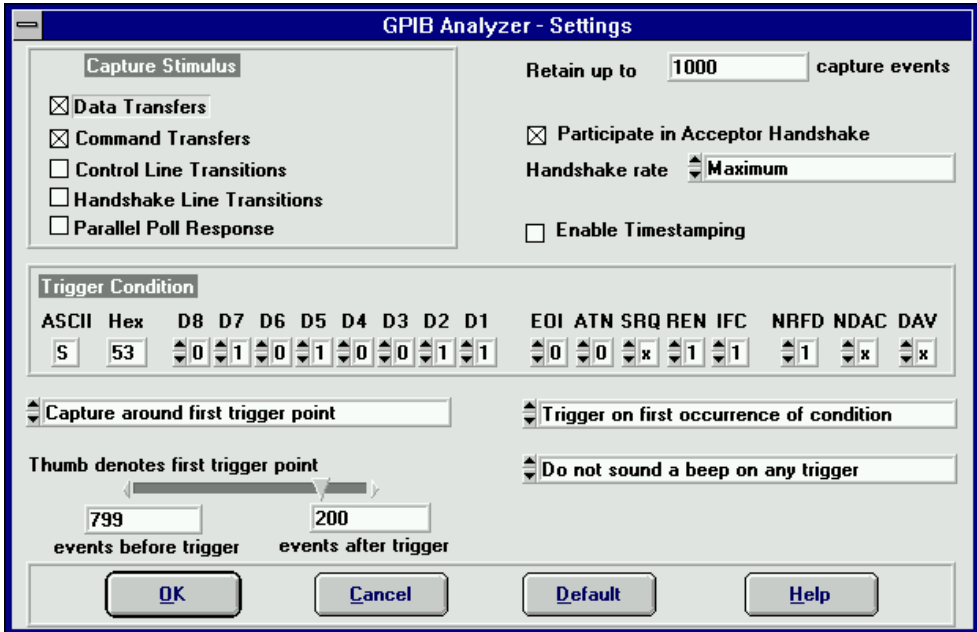 GPIB Analyzer - Settings
Capture Stimulus
Data Transfers
Command Transfers
Control Line Transitions
Handshake Line Transitions
Parallel Poll Response
Retain up to 1000 capture events
Participate in Acceptor Handshake
Handshake rate Maximum
Enable Timestamping
Trigger Condition
ASCII Hex D8 D7 D6 D5 D4 D3 D2 D1 EOI ATN SRQ REN IFC NRFD NDAC DAV
S 53 0 1 0 1 0 0 1 1 0 0 x 1 1 1 x x
Capture around first trigger point
Trigger on first occurrence of condition
Thumb denotes first trigger point
Do not sound a beep on any trigger
799 200
events before trigger events after trigger
OK Cancel Default Help